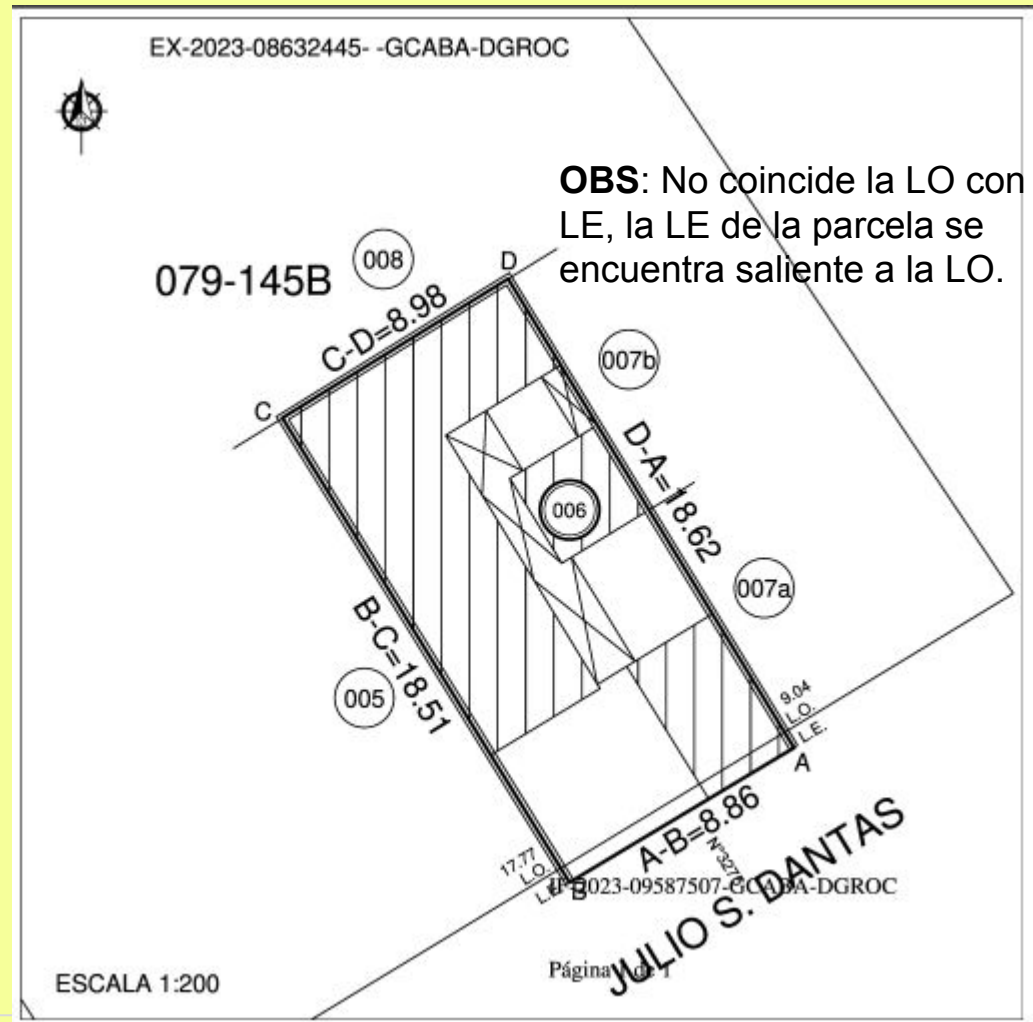 EX-2023-08632445- -GCABA-DGROC
OBS: No coincide la LO con
LE, la LE de la parcela se
encuentra saliente a la LO.
079-145B
008
D
C-D=8.98
007b
C
D-A=18.62
006
007a
B-C=18.51
005
9.04
L.O.
L.E.
A
A-B=8.86
N°3276
17.77
L.O.
L.E.
B
IF-2023-09587507-GCABA-DGROC
JULIO S. DANTAS
ESCALA 1:200
Página 1 de 1